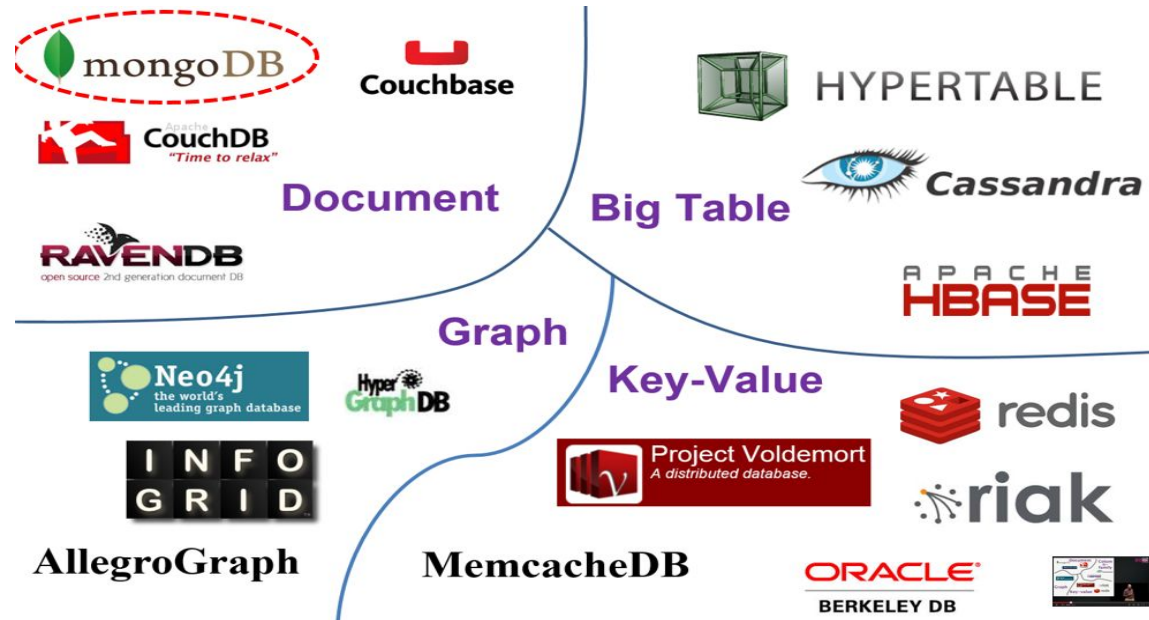 mongoDB
Couchbase
Apache
CouchDB
"Time to relax"
Document
RAVENDB
open source 2nd generation document DB
HYPERTABLE
Big Table
Cassandra
APACHE
HBASE
Graph
Neo4j
the world's
leading graph database
Hyper
GraphDB
INFO
GRID
AllegroGraph
Key-Value
redis
Project Voldemort
A distributed database.
riak
MemcacheDB
ORACLE
BERKELEY DB